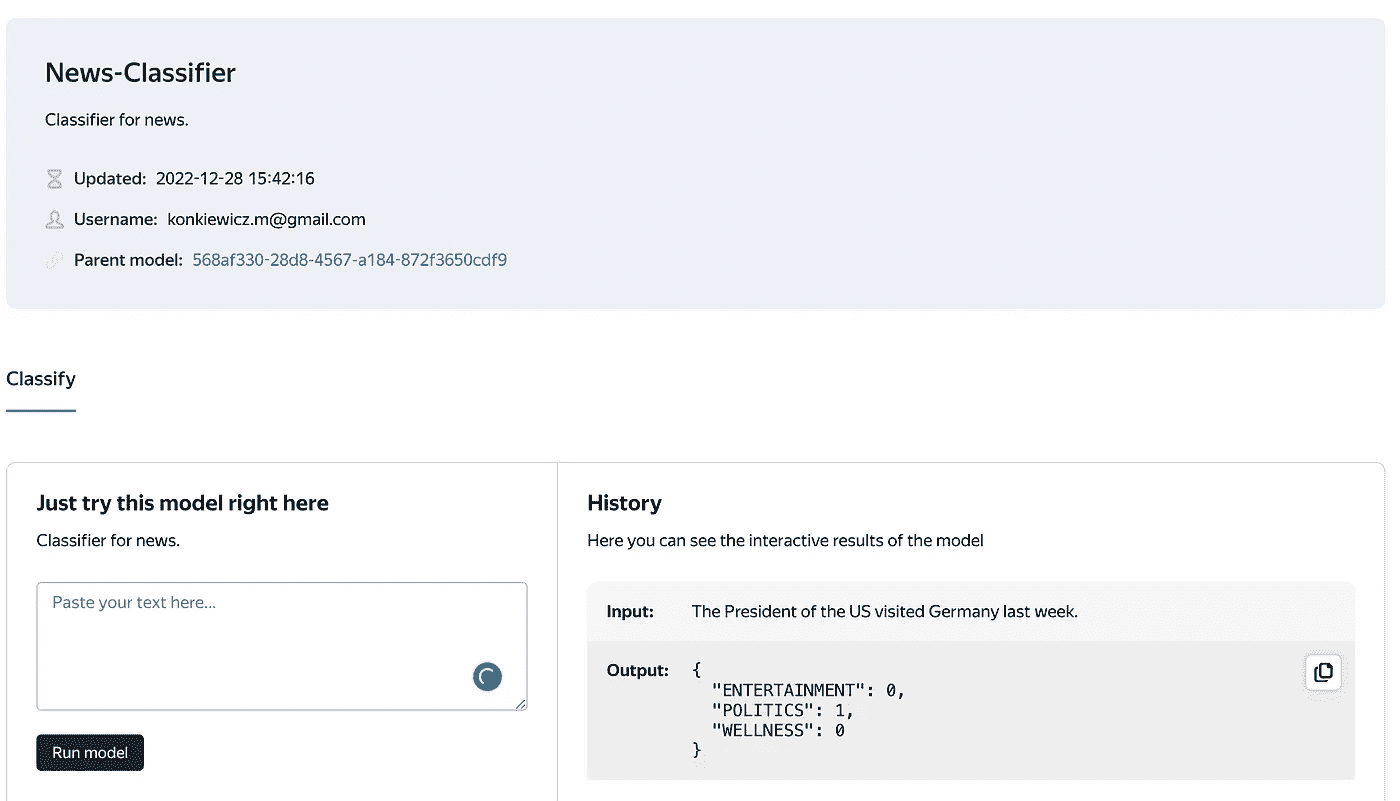 News-Classifier
Classifier for news.
Updated: 2022-12-28 15:42:16
Username: konkiewicz.m@gmail.com
Parent model: 568af330-28d8-4567-a184-872f3650cdf9
Classify
Just try this model right here
Classifier for news.
Paste your text here...
Run model
History
Here you can see the interactive results of the model
Input: The President of the US visited Germany last week.
Output: {
"ENTERTAINMENT": 0,
"POLITICS": 1,
"WELLNESS": 0
}